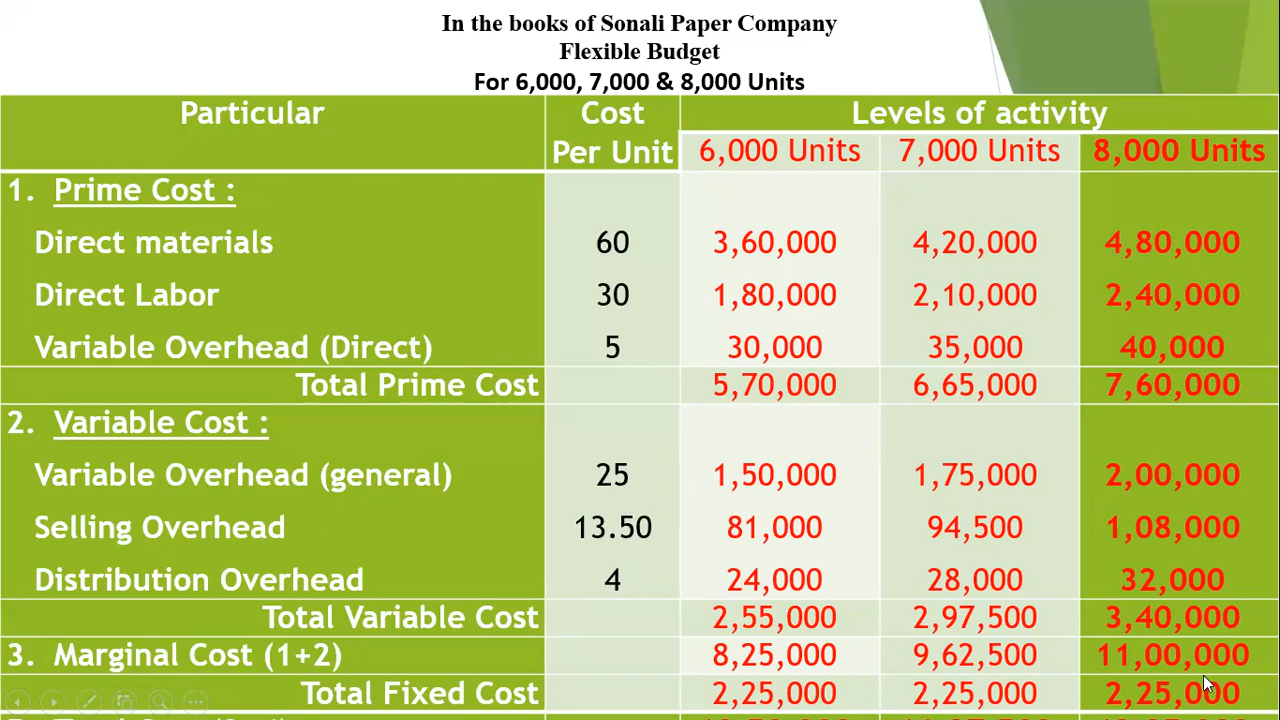 In the books of Sonali Paper Company
Flexible Budget
For 6,000, 7,000 & 8,000 Units
Particular Cost Per Unit Levels of activity
6,000 Units 7,000 Units 8,000 Units
1. Prime Cost :
Direct materials 60 3,60,000 4,20,000 4,80,000
Direct Labor 30 1,80,000 2,10,000 2,40,000
Variable Overhead (Direct) 5 30,000 35,000 40,000
Total Prime Cost 5,70,000 6,65,000 7,60,000
2. Variable Cost :
Variable Overhead (general) 25 1,50,000 1,75,000 2,00,000
Selling Overhead 13.50 81,000 94,500 1,08,000
Distribution Overhead 4 24,000 28,000 32,000
Total Variable Cost 2,55,000 2,97,500 3,40,000
3. Marginal Cost (1+2) 8,25,000 9,62,500 11,00,000
Total Fixed Cost 2,25,000 2,25,000 2,25,000